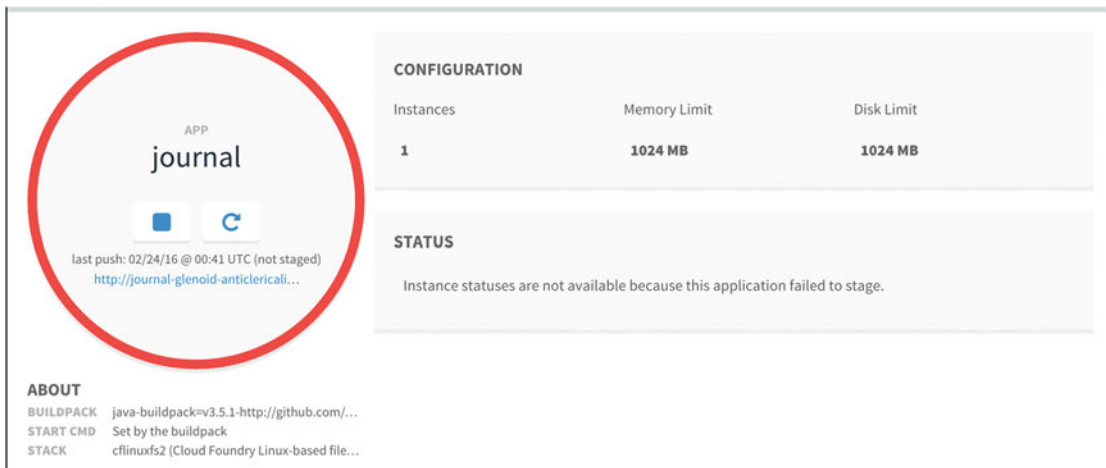 APP
journal
last push: 02/24/16 @ 00:41 UTC (not staged)
http://journal-glenoid-anticlericali...
CONFIGURATION
Instances Memory Limit Disk Limit
1 1024 MB 1024 MB
STATUS
Instance statuses are not available because this application failed to stage.
ABOUT
BUILDPACK java-buildpack=v3.5.1-http://github.com/...
START CMD Set by the buildpack
STACK cflinuxfs2 (Cloud Foundry Linux-based file...